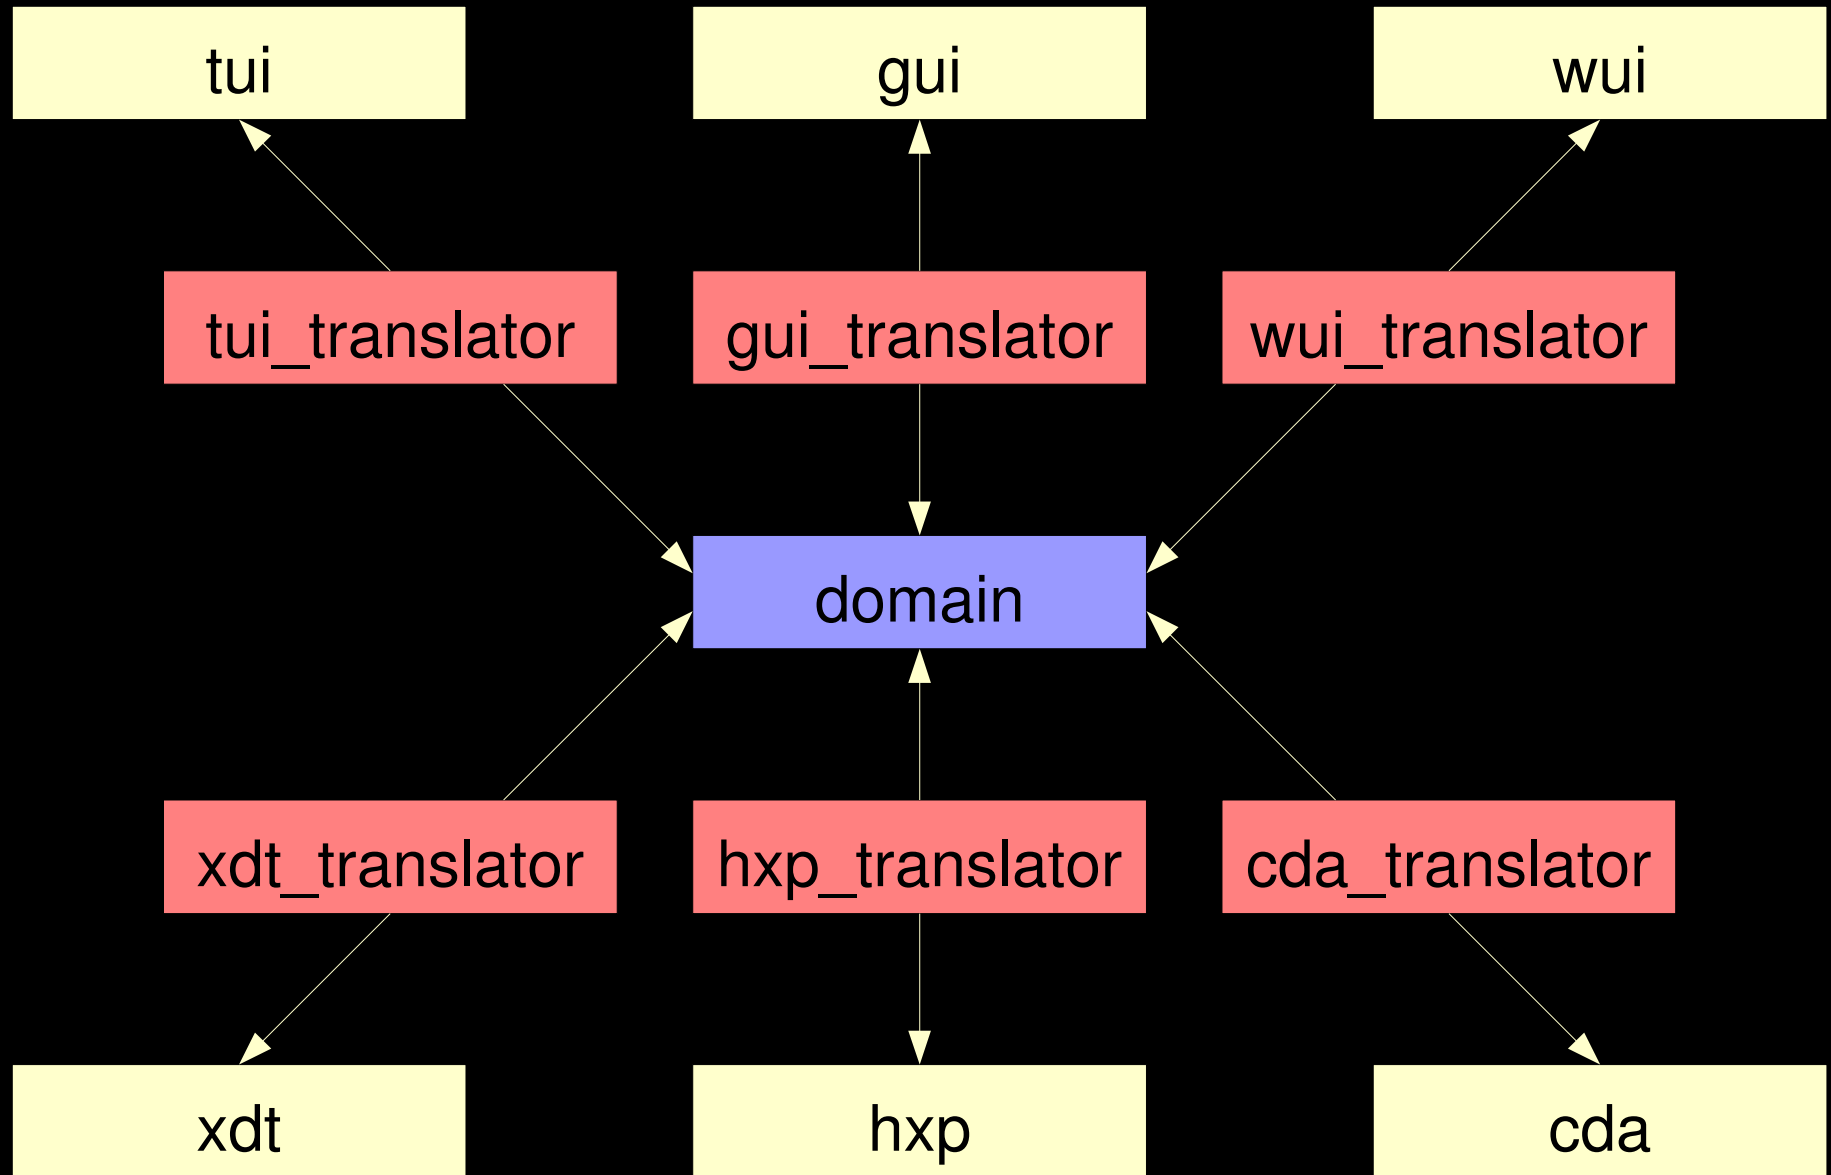 tui
gui
wui
tui_translator
gui_translator
wui_translator
domain
xdt_translator
hxp_translator
cda_translator
xdt
hxp
cda